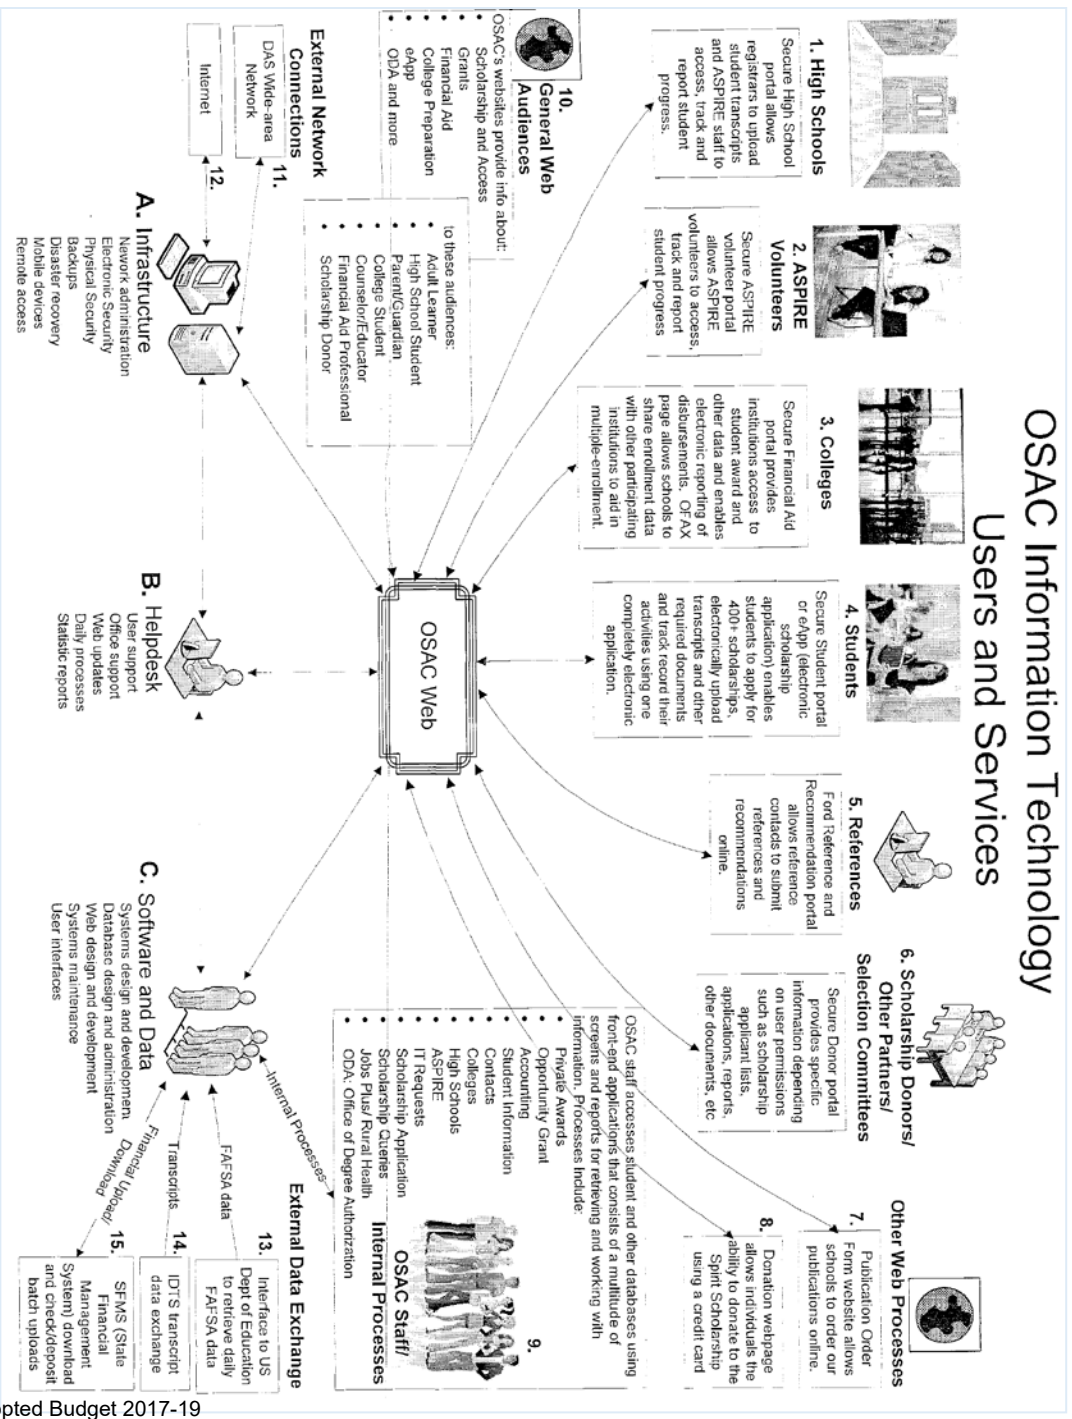 OSAC Information Technology
Users and Services
1. High Schools
Secure High School
portal allows
registrars to upload
student transcripts
and ASPIRE staff to
access, track and
report student
progress.
2. ASPIRE
Volunteers
Secure ASPIRE
volunteer portal
allows ASPIRE
volunteers to access,
track and report
student progress
3. Colleges
Secure Financial Aid
portal provides
institutions access to
student award and
other data and enables
electronic reporting of
disbursements. OFAX
page allows schools to
share enrollment data
with other participating
institutions to aid in
multiple-enrollment.
4. Students
Secure Student portal
or eApp (electronic
scholarship
application) enables
students to apply for
400+ scholarships,
electronically upload
transcripts and other
required documents
and track record their
activities using one
completely electronic
application.
5. References
Ford Reference and
Recommendation portal
allows reference
contacts to submit
references and
recommendations
online.
6. Scholarship Donors/
Other Partners/
Selection Committees
Secure Donor portal
provides specific
information depending
on user permissions
such as scholarship
applicant lists,
applications, reports,
other documents, etc
Other Web Processes
7.
Publication Order
Form website allows
schools to order our
publications online.
8.
Donation webpage
allows individuals the
ability to donate to the
Spirit Scholarship
using a credit card
10.
General Web
Audiences
OSAC's websites provide info about:
Scholarship and Access
Grants
Financial Aid
College Preparation
eApp
ODA and more
to these audiences:
Adult Learner
High School Student
Parent/Guardian
College Student
Counselor/Educator
Financial Aid Professional
Scholarship Donor
OSAC Web
9.
OSAC Staff/
Internal Processes
OSAC staff accesses student and other databases using
front-end applications that consists of a multitude of
screens and reports for retrieving and working with
information. Processes Include:
Private Awards
Opportunity Grant
Accounting
Student Information
Contacts
Colleges
High Schools
ASPIRE
IT Requests
Scholarship Application
Scholarship Queries
Jobs Plus/ Rural Health
ODA: Office of Degree Authorization
External Network
Connections
11.
DAS Wide-area
Network
12.
Internet
A. Infrastructure
Nework administration
Electronic Security
Physical Security
Backups
Disaster recovery
Mobile devices
Remote access
B. Helpdesk
User support
Office support
Web updates
Daily processes
Statistic reports
C. Software and Data
Systems design and development
Database design and administration
Web design and development
Systems maintenance
User interfaces
Internal Processes
FAFSA data
Transcripts
Financial Upload/
Download
External Data Exchange
13.
Interface to US
Dept of Education
to retrieve daily
FAFSA data
14.
IDTS transcript
data exchange
15.
SFMS (State
Financial
Management
System) download
and check/deposit
batch uploads
opted Budget 2017-19